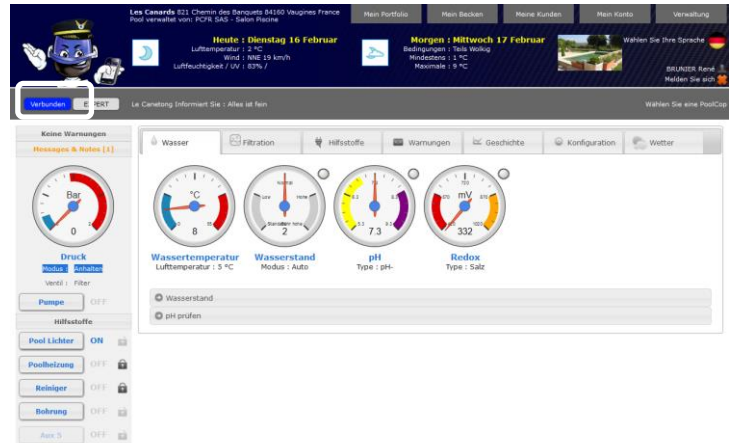 Les Canards 821 Chemin des Banquets 84160 Vaugines France
Pool verwaltet von: PCFR SAS - Salon Piscine
Mein Portfolio
Mein Becken
Meine Kunden
Mein Konto
Verwaltung
Heute : Dienstag 16 Februar
Lufttemperatur : 2 °C
Wind : NNE 19 km/h
Luftfeuchtigkeit / UV : 83% /
Morgen : Mittwoch 17 Februar
Bedingungen : Teils Wolkig
Mindestens : 1 °C
Maximale : 9 °C
Wählen Sie Ihre Sprache
BRUNIER René
Melden Sie sich
Verbunden
EXPERT
Le Canetong Informiert Sie : Alles ist fein
Wählen Sie eine PoolCop
Keine Warnungen
Messages & Notes [1]
Bar
0
Druck
Modus : Anhalten
Ventil : Filter
Pumpe OFF
Hilfsstoffe
Pool Lichter ON
Poolheizung OFF
Reiniger OFF
Bohrung OFF
Aux 5 OFF
Wasser
Filtration
Hilfsstoffe
Warnungen
Geschichte
Konfiguration
Wetter
°C
8
Wassertemperatur
Lufttemperatur : 5 °C
Normal
Low
Hohe
2
Wasserstand
Modus : Auto
7.3
pH
Type : pH-
mV
332
Redox
Type : Salz
Wasserstand
pH prüfen